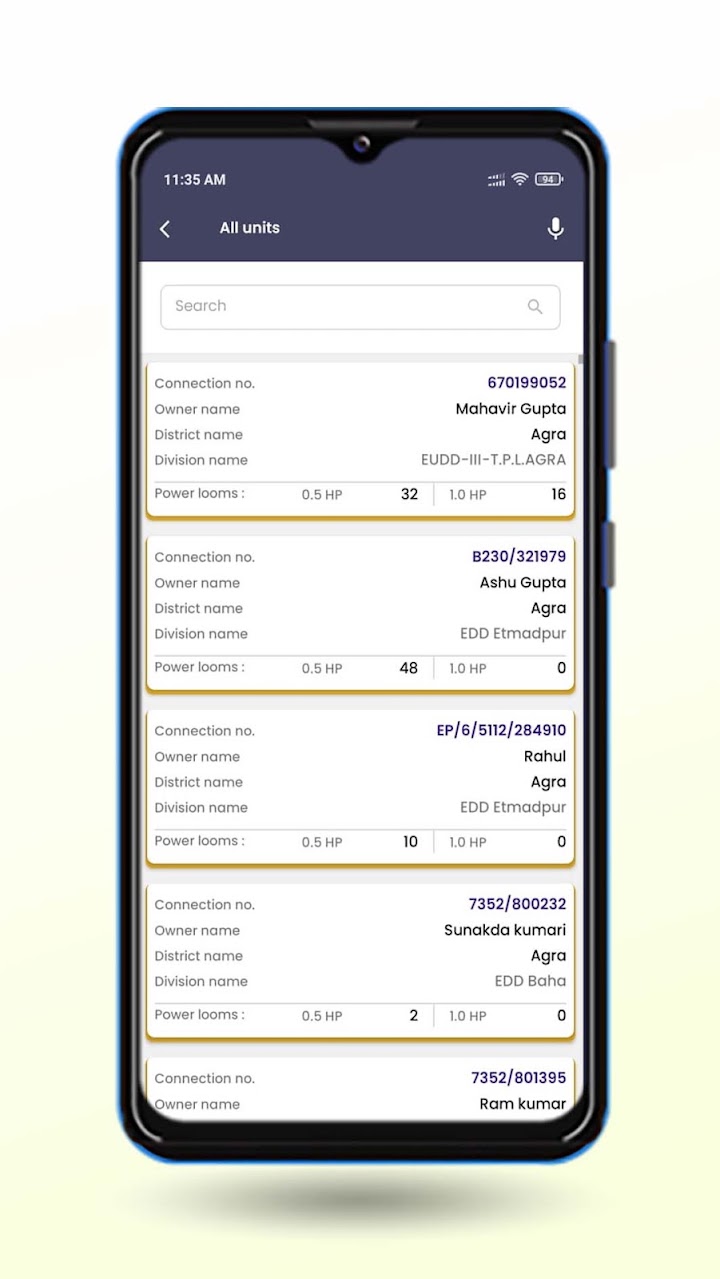 11:35 AM 94
All units
Search
Connection no. 670199052
Owner name Mahavir Gupta
District name Agra
Division name EUDD-III-T.P.L.AGRA
Power looms : 0.5 HP 32 1.0 HP 16
Connection no. B230/321979
Owner name Ashu Gupta
District name Agra
Division name EDD Etmadpur
Power looms : 0.5 HP 48 1.0 HP 0
Connection no. EP/6/5112/284910
Owner name Rahul
District name Agra
Division name EDD Etmadpur
Power looms : 0.5 HP 10 1.0 HP 0
Connection no. 7352/800232
Owner name Sunakda kumari
District name Agra
Division name EDD Baha
Power looms : 0.5 HP 2 1.0 HP 0
Connection no. 7352/801395
Owner name Ram kumar